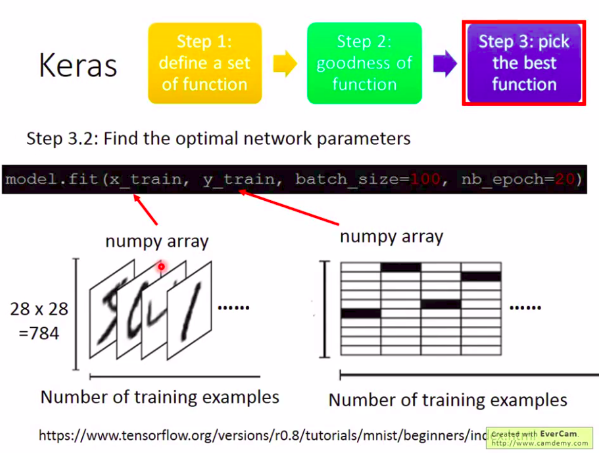 Keras
Step 1:
define a set
of function
Step 2:
goodness of
function
Step 3: pick
the best
function
Step 3.2: Find the optimal network parameters
model.fit(x_train, y_train, batch_size=100, nb_epoch=20)
numpy array
numpy array
28 x 28
=784
5041
......
......
Number of training examples
Number of training examples
https://www.tensorflow.org/versions/r0.8/tutorials/mnist/beginners/
Created with EverCam.
http://www.camdemy.com